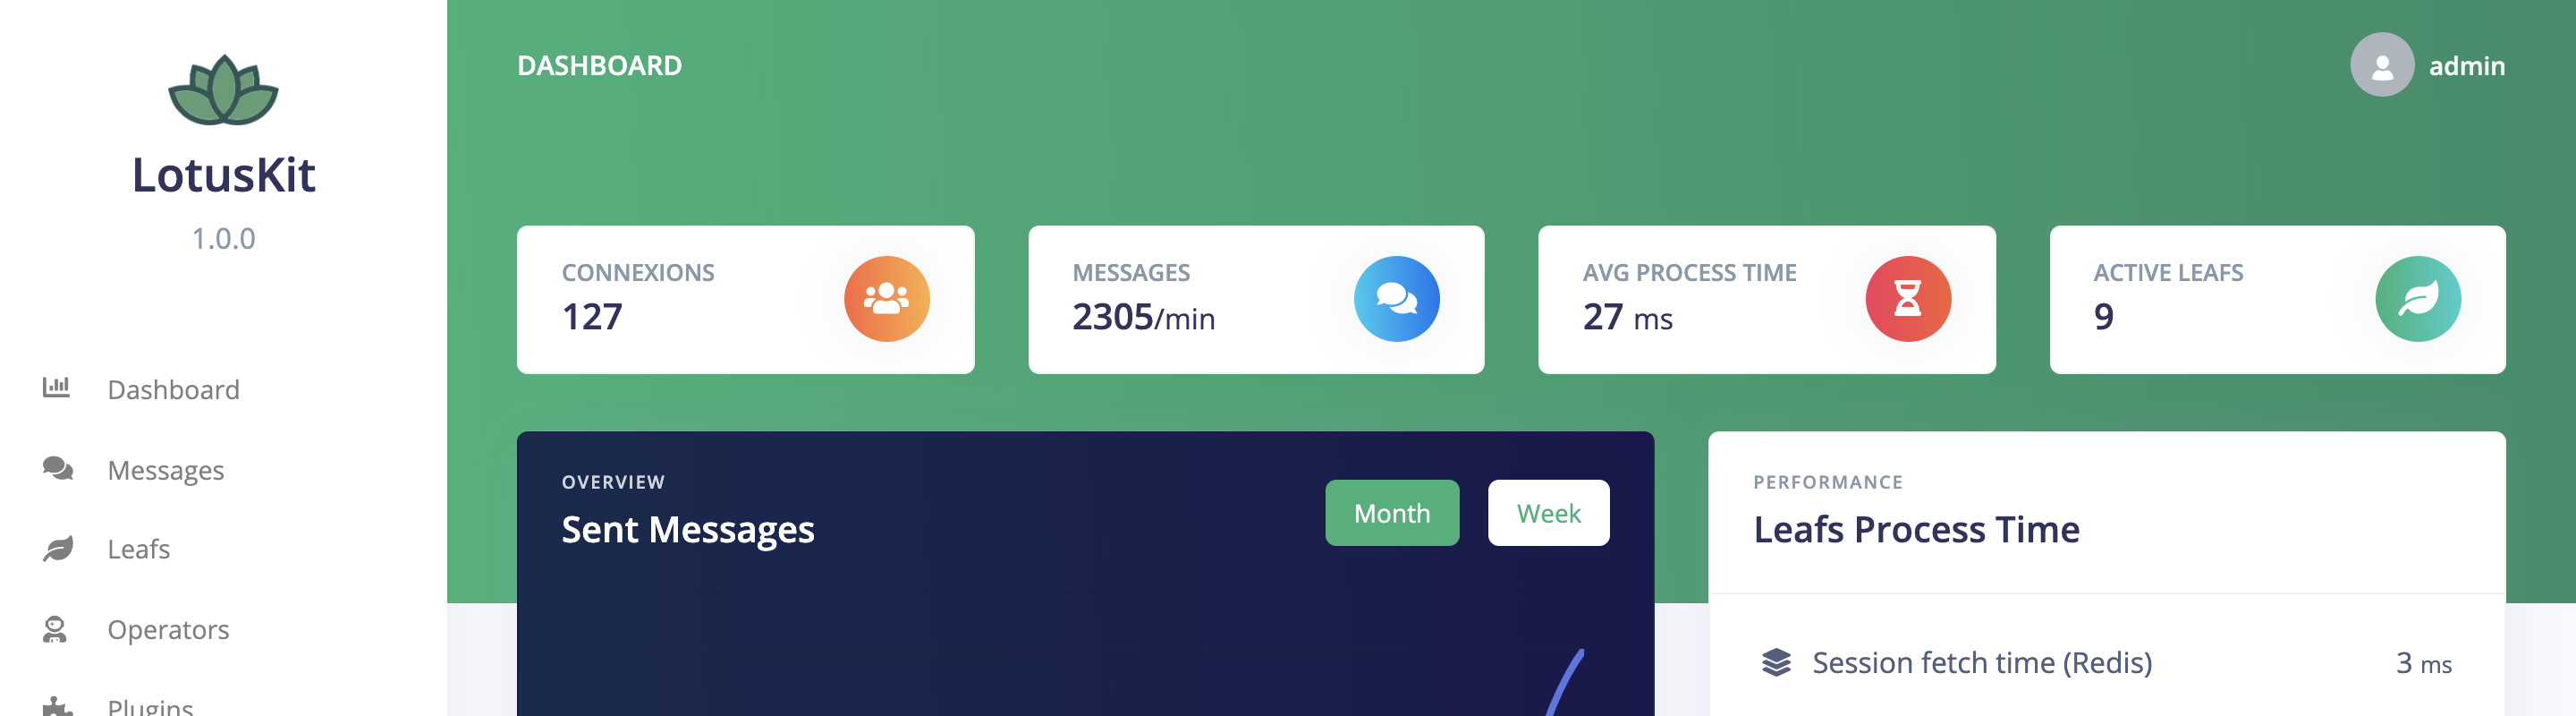 LotusKit
1.0.0
Dashboard
Messages
Leafs
Operators
Plugins
DASHBOARD
admin
CONNEXIONS
127
MESSAGES
2305/min
AVG PROCESS TIME
27 ms
ACTIVE LEAFS
9
OVERVIEW
Sent Messages
Month
Week
PERFORMANCE
Leafs Process Time
Session fetch time (Redis)
3 ms